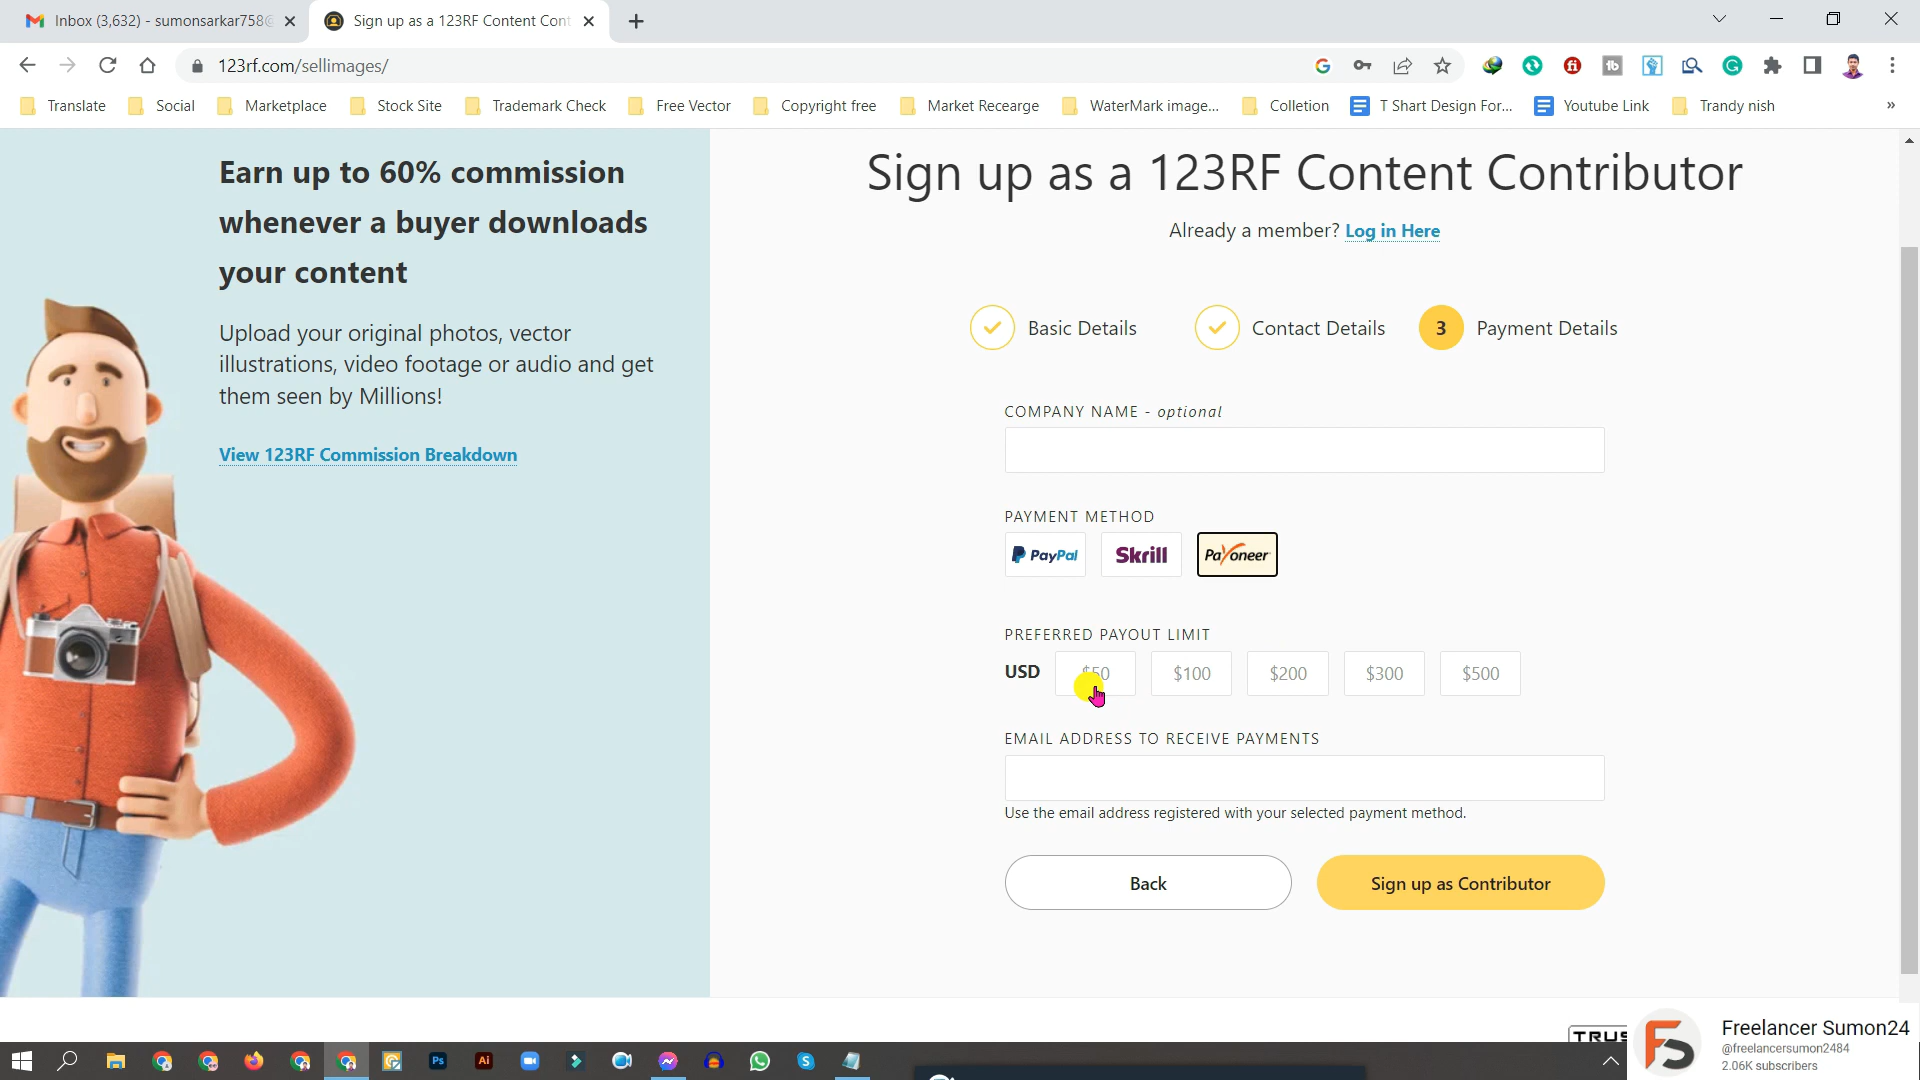 Inbox (3,632) - sumonsarkar758@
Sign up as a 123RF Content Cont
123rf.com/sellimages/
Translate
Social
Marketplace
Stock Site
Trademark Check
Free Vector
Copyright free
Market Recearge
WaterMark image...
Colletion
T Shart Design For...
Youtube Link
Trandy nish
»
Earn up to 60% commission
whenever a buyer downloads
your content
Upload your original photos, vector
illustrations, video footage or audio and get
them seen by Millions!
View 123RF Commission Breakdown
Sign up as a 123RF Content Contributor
Already a member? Log in Here
Basic Details
Contact Details
3 Payment Details
COMPANY NAME - optional
PAYMENT METHOD
PayPal
Skrill
Payoneer
PREFERRED PAYOUT LIMIT
USD $50 $100 $200 $300 $500
EMAIL ADDRESS TO RECEIVE PAYMENTS
Use the email address registered with your selected payment method.
Back
Sign up as Contributor
TRUS
Ps
Ai
FS
Freelancer Sumon24
@freelancersumon2484
2.06K subscribers